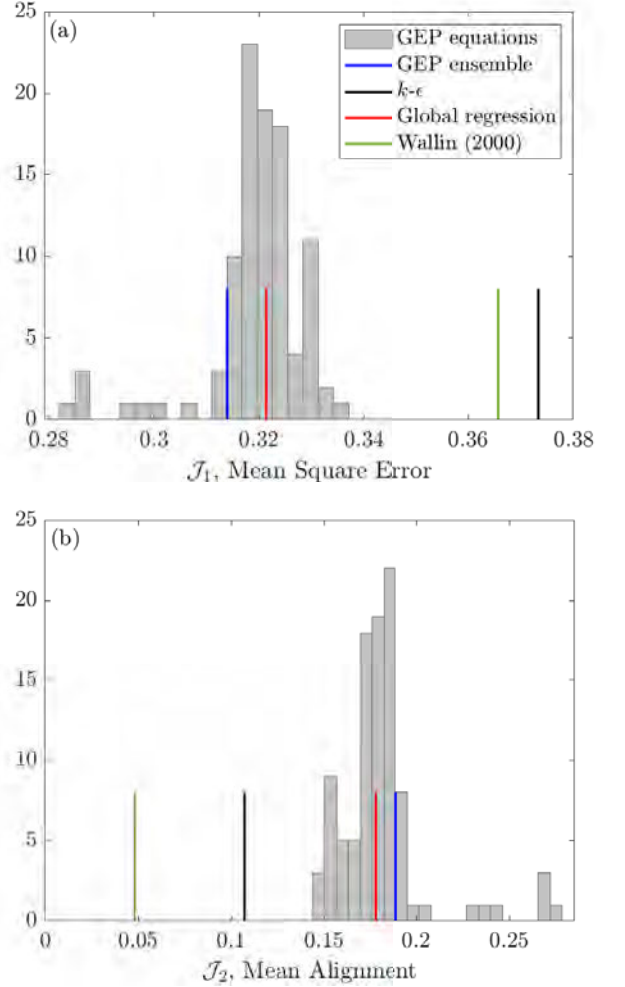 25
(a)
GEP equations
GEP ensemble
k-ϵ
Global regression
Wallin (2000)
20
15
10
5
0
0.28 0.3 0.32 0.34 0.36 0.38
𝒥₁, Mean Square Error
25
(b)
20
15
10
5
0
0 0.05 0.1 0.15 0.2 0.25
𝒥₂, Mean Alignment